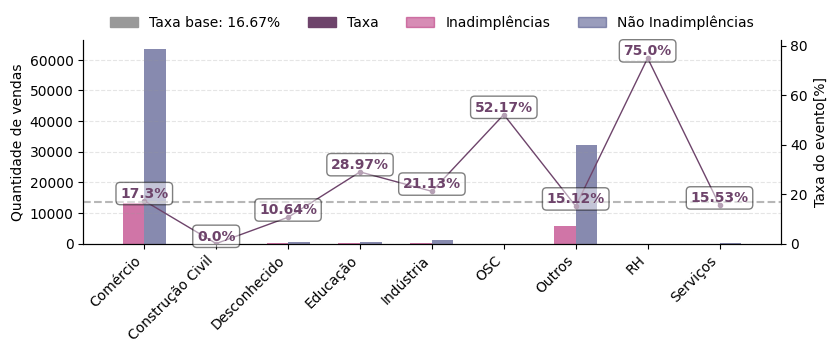 Taxa base: 16.67% Taxa Inadimplências Não Inadimplências
Quantidade de vendas
60000
50000
40000
30000
20000
10000
0
17.3%
0.0%
10.64%
28.97%
21.13%
52.17%
15.12%
75.0%
15.53%
80
60
40
20
0
Taxa do evento[%]
Comércio
Construção Civil
Desconhecido
Educação
Indústria
OSC
Outros
RH
Serviços